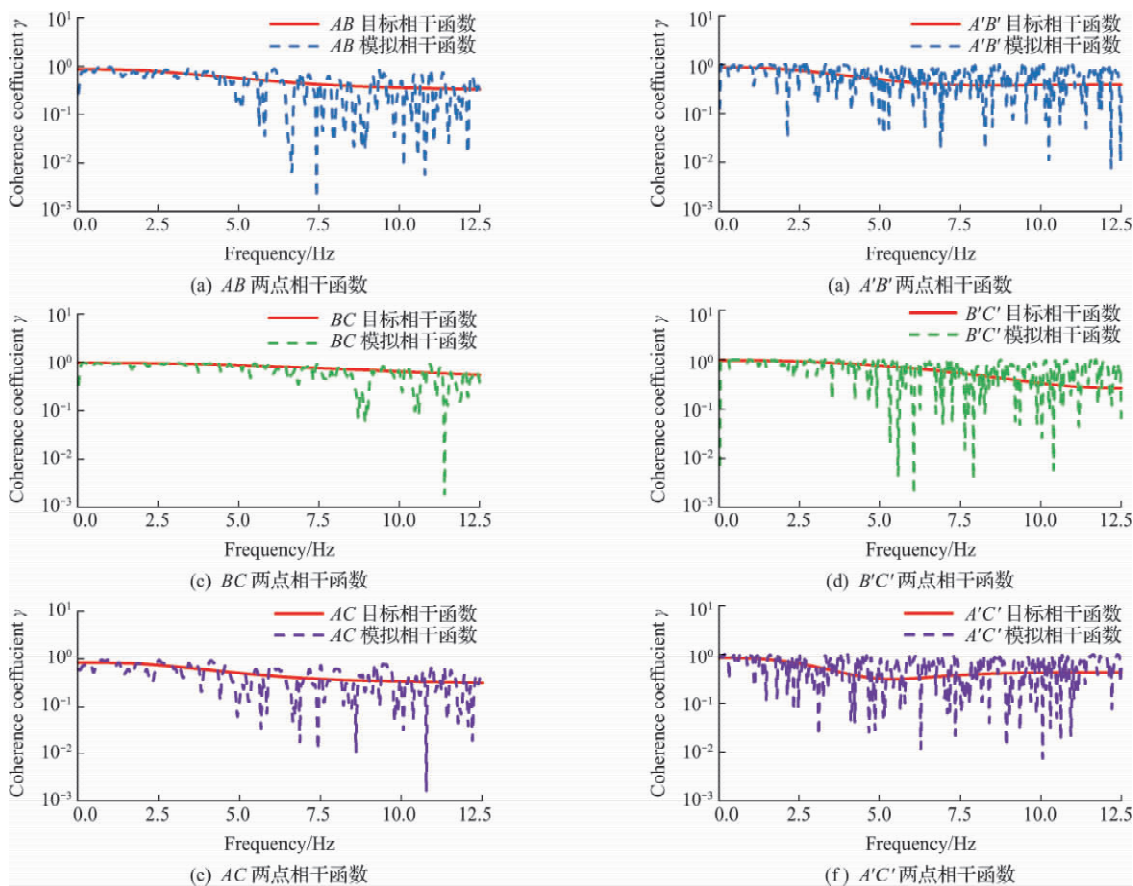 AB 目标相干函数
AB 模拟相干函数
Coherence coeffucient γ
10¹
10⁰
10⁻¹
10⁻²
10⁻³
0.0 2.5 5.0 7.5 10.0 12.5
Frequency/Hz
(a) AB 两点相干函数
A′B′ 目标相干函数
A′B′ 模拟相干函数
Coherence coeffucient γ
10¹
10⁰
10⁻¹
10⁻²
10⁻³
0.0 2.5 5.0 7.5 10.0 12.5
Frequency/Hz
(a) A′B′ 两点相干函数
BC 目标相干函数
BC 模拟相干函数
Coherence coeffucient γ
10¹
10⁰
10⁻¹
10⁻²
10⁻³
0.0 2.5 5.0 7.5 10.0 12.5
Frequency/Hz
(c) BC 两点相干函数
B′C′ 目标相干函数
B′C′ 模拟相干函数
Coherence coeffucient γ
10¹
10⁰
10⁻¹
10⁻²
10⁻³
0.0 2.5 5.0 7.5 10.0 12.5
Frequency/Hz
(d) B′C′ 两点相干函数
AC 目标相干函数
AC 模拟相干函数
Coherence coeffucient γ
10¹
10⁰
10⁻¹
10⁻²
10⁻³
0.0 2.5 5.0 7.5 10.0 12.5
Frequency/Hz
(c) AC 两点相干函数
A′C′ 目标相干函数
A′C′ 模拟相干函数
Coherence coeffucient γ
10¹
10⁰
10⁻¹
10⁻²
10⁻³
0.0 2.5 5.0 7.5 10.0 12.5
Frequency/Hz
(f) A′C′ 两点相干函数